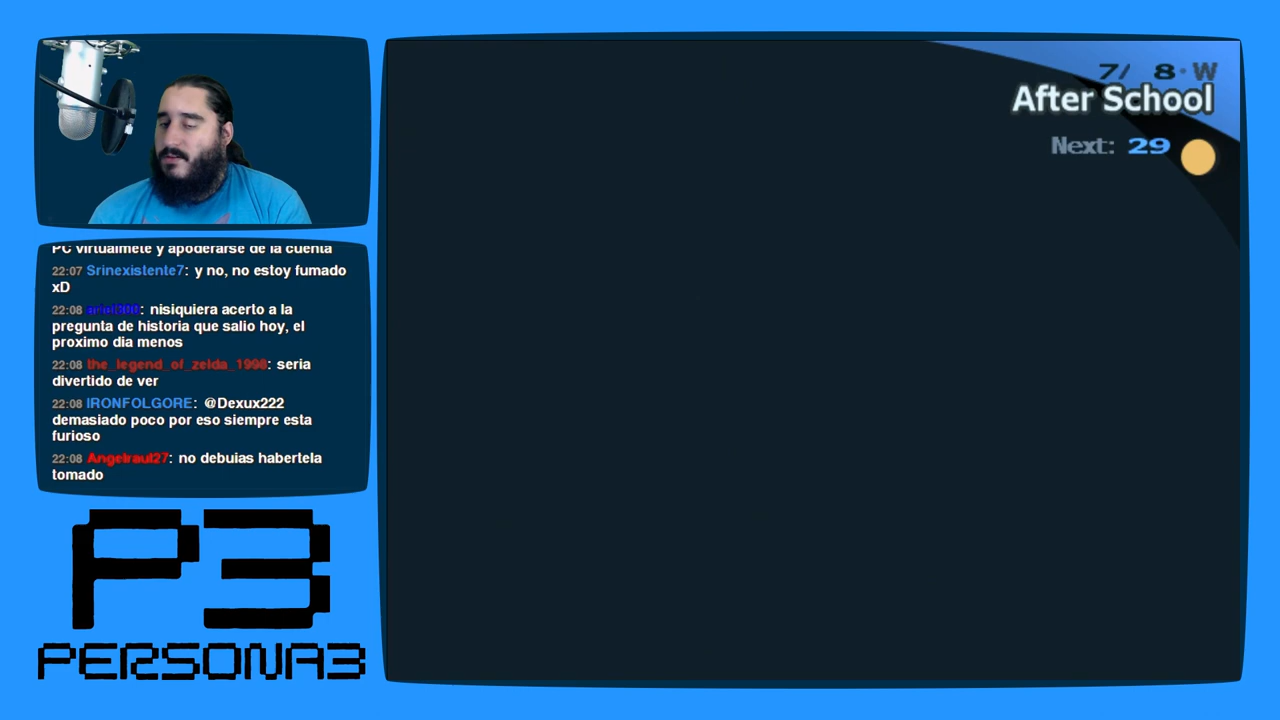 7/ 8·W
After School
Next: 29
PC virtualmete y apoderarse de la cuenta
22:07 Srinexistente7: y no, no estoy fumado
xD
22:08 : nisiquiera acerto a la
pregunta de historia que salio hoy, el
proximo dia menos
22:08 the_legend_of_zelda_1998: seria
divertido de ver
22:08 IRONFOLGORE: @Dexux222
demasiado poco por eso siempre esta
furioso
22:08 Angelraul27: no debuias habertela
tomado
P3
PERSONA3